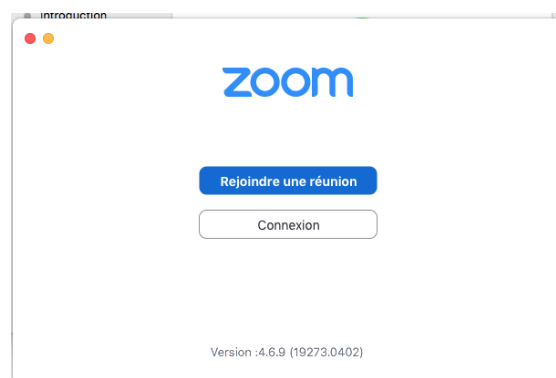 Introduction
zoom
Rejoindre une réunion
Connexion
Version :4.6.9 (19273.0402)